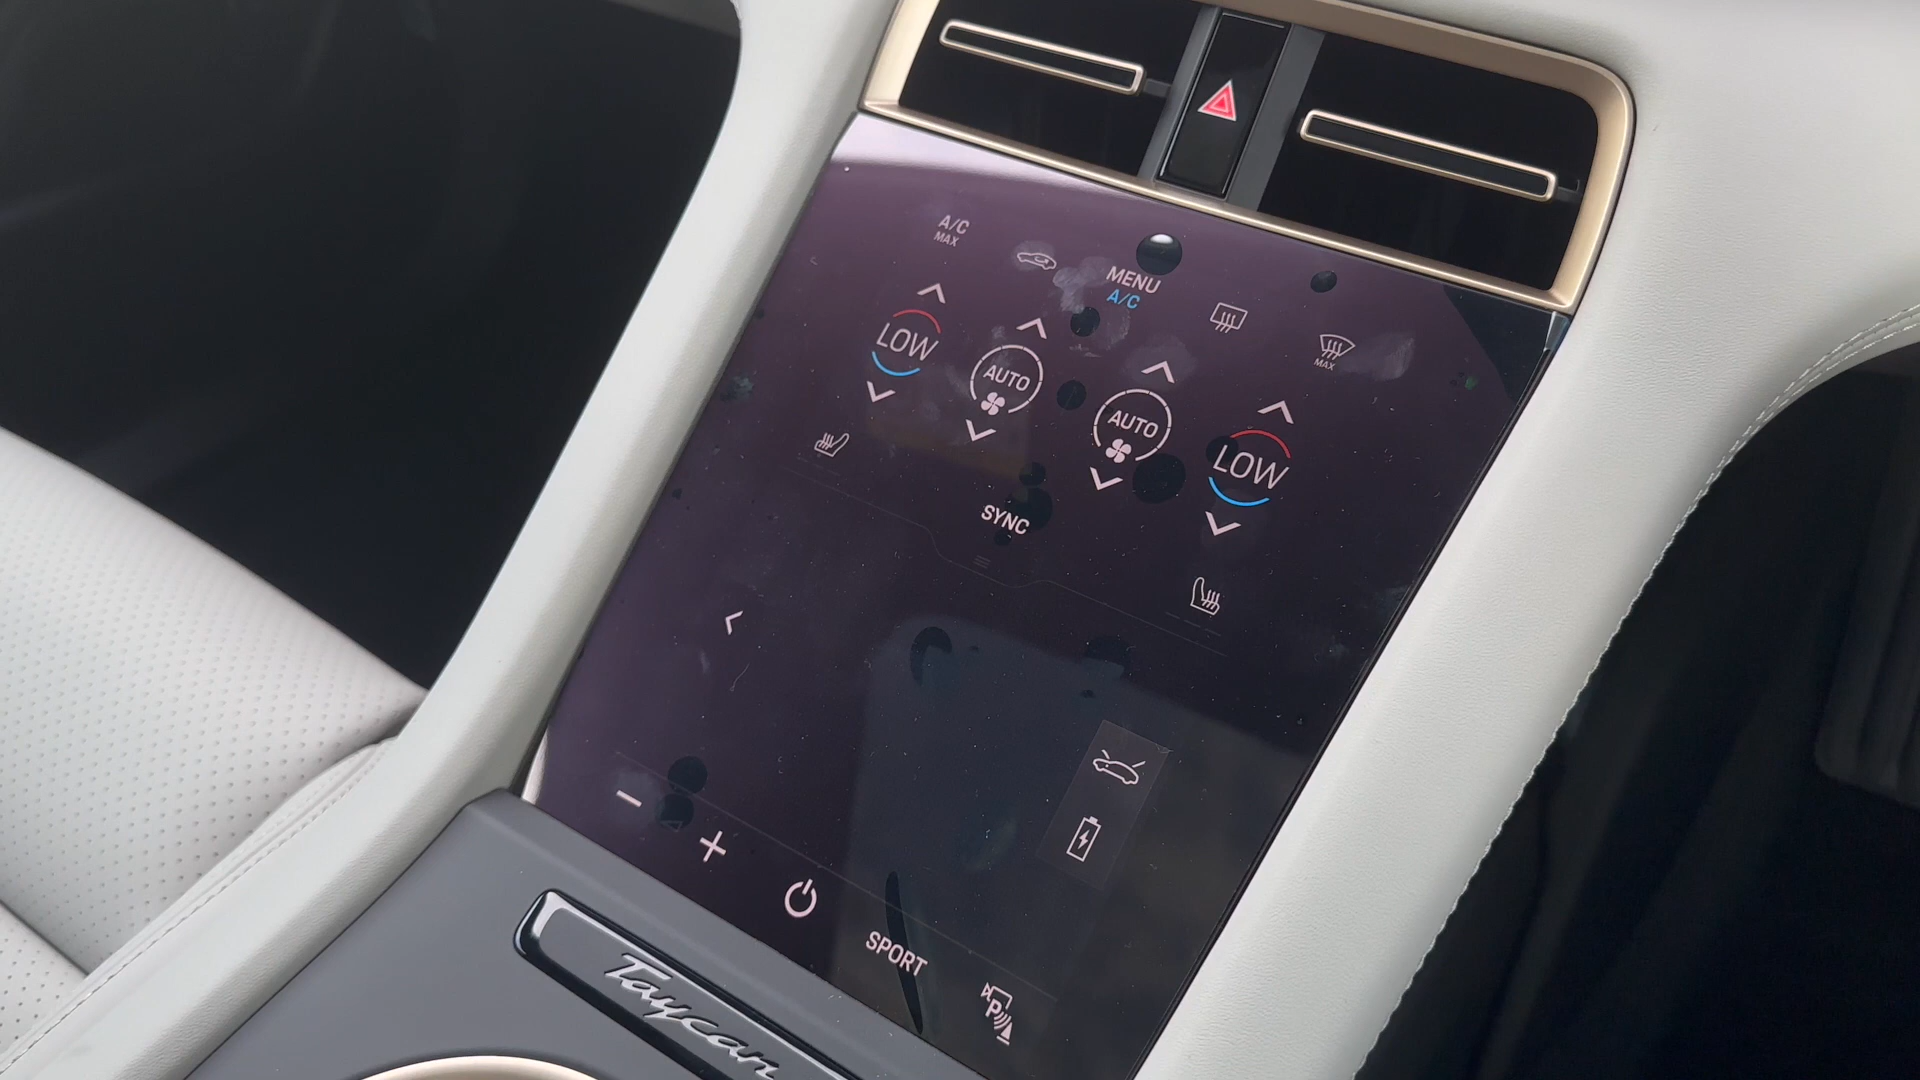 A/C
MAX
MENU
A/C
LOW
AUTO
AUTO
LOW
MAX
SYNC
SPORT
P
Taycan